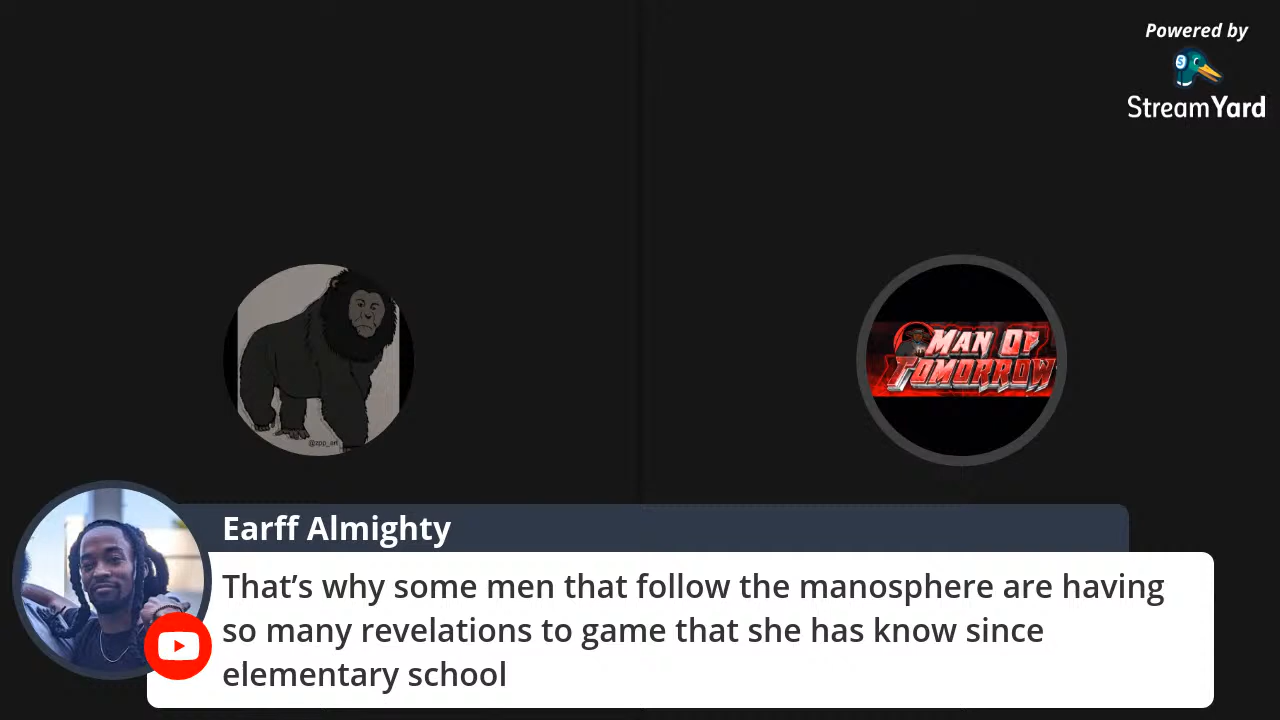 Powered by
StreamYard
MAN OF
TOMORROW
@zpp_art
Earff Almighty
That’s why some men that follow the manosphere are having
so many revelations to game that she has know since
elementary school